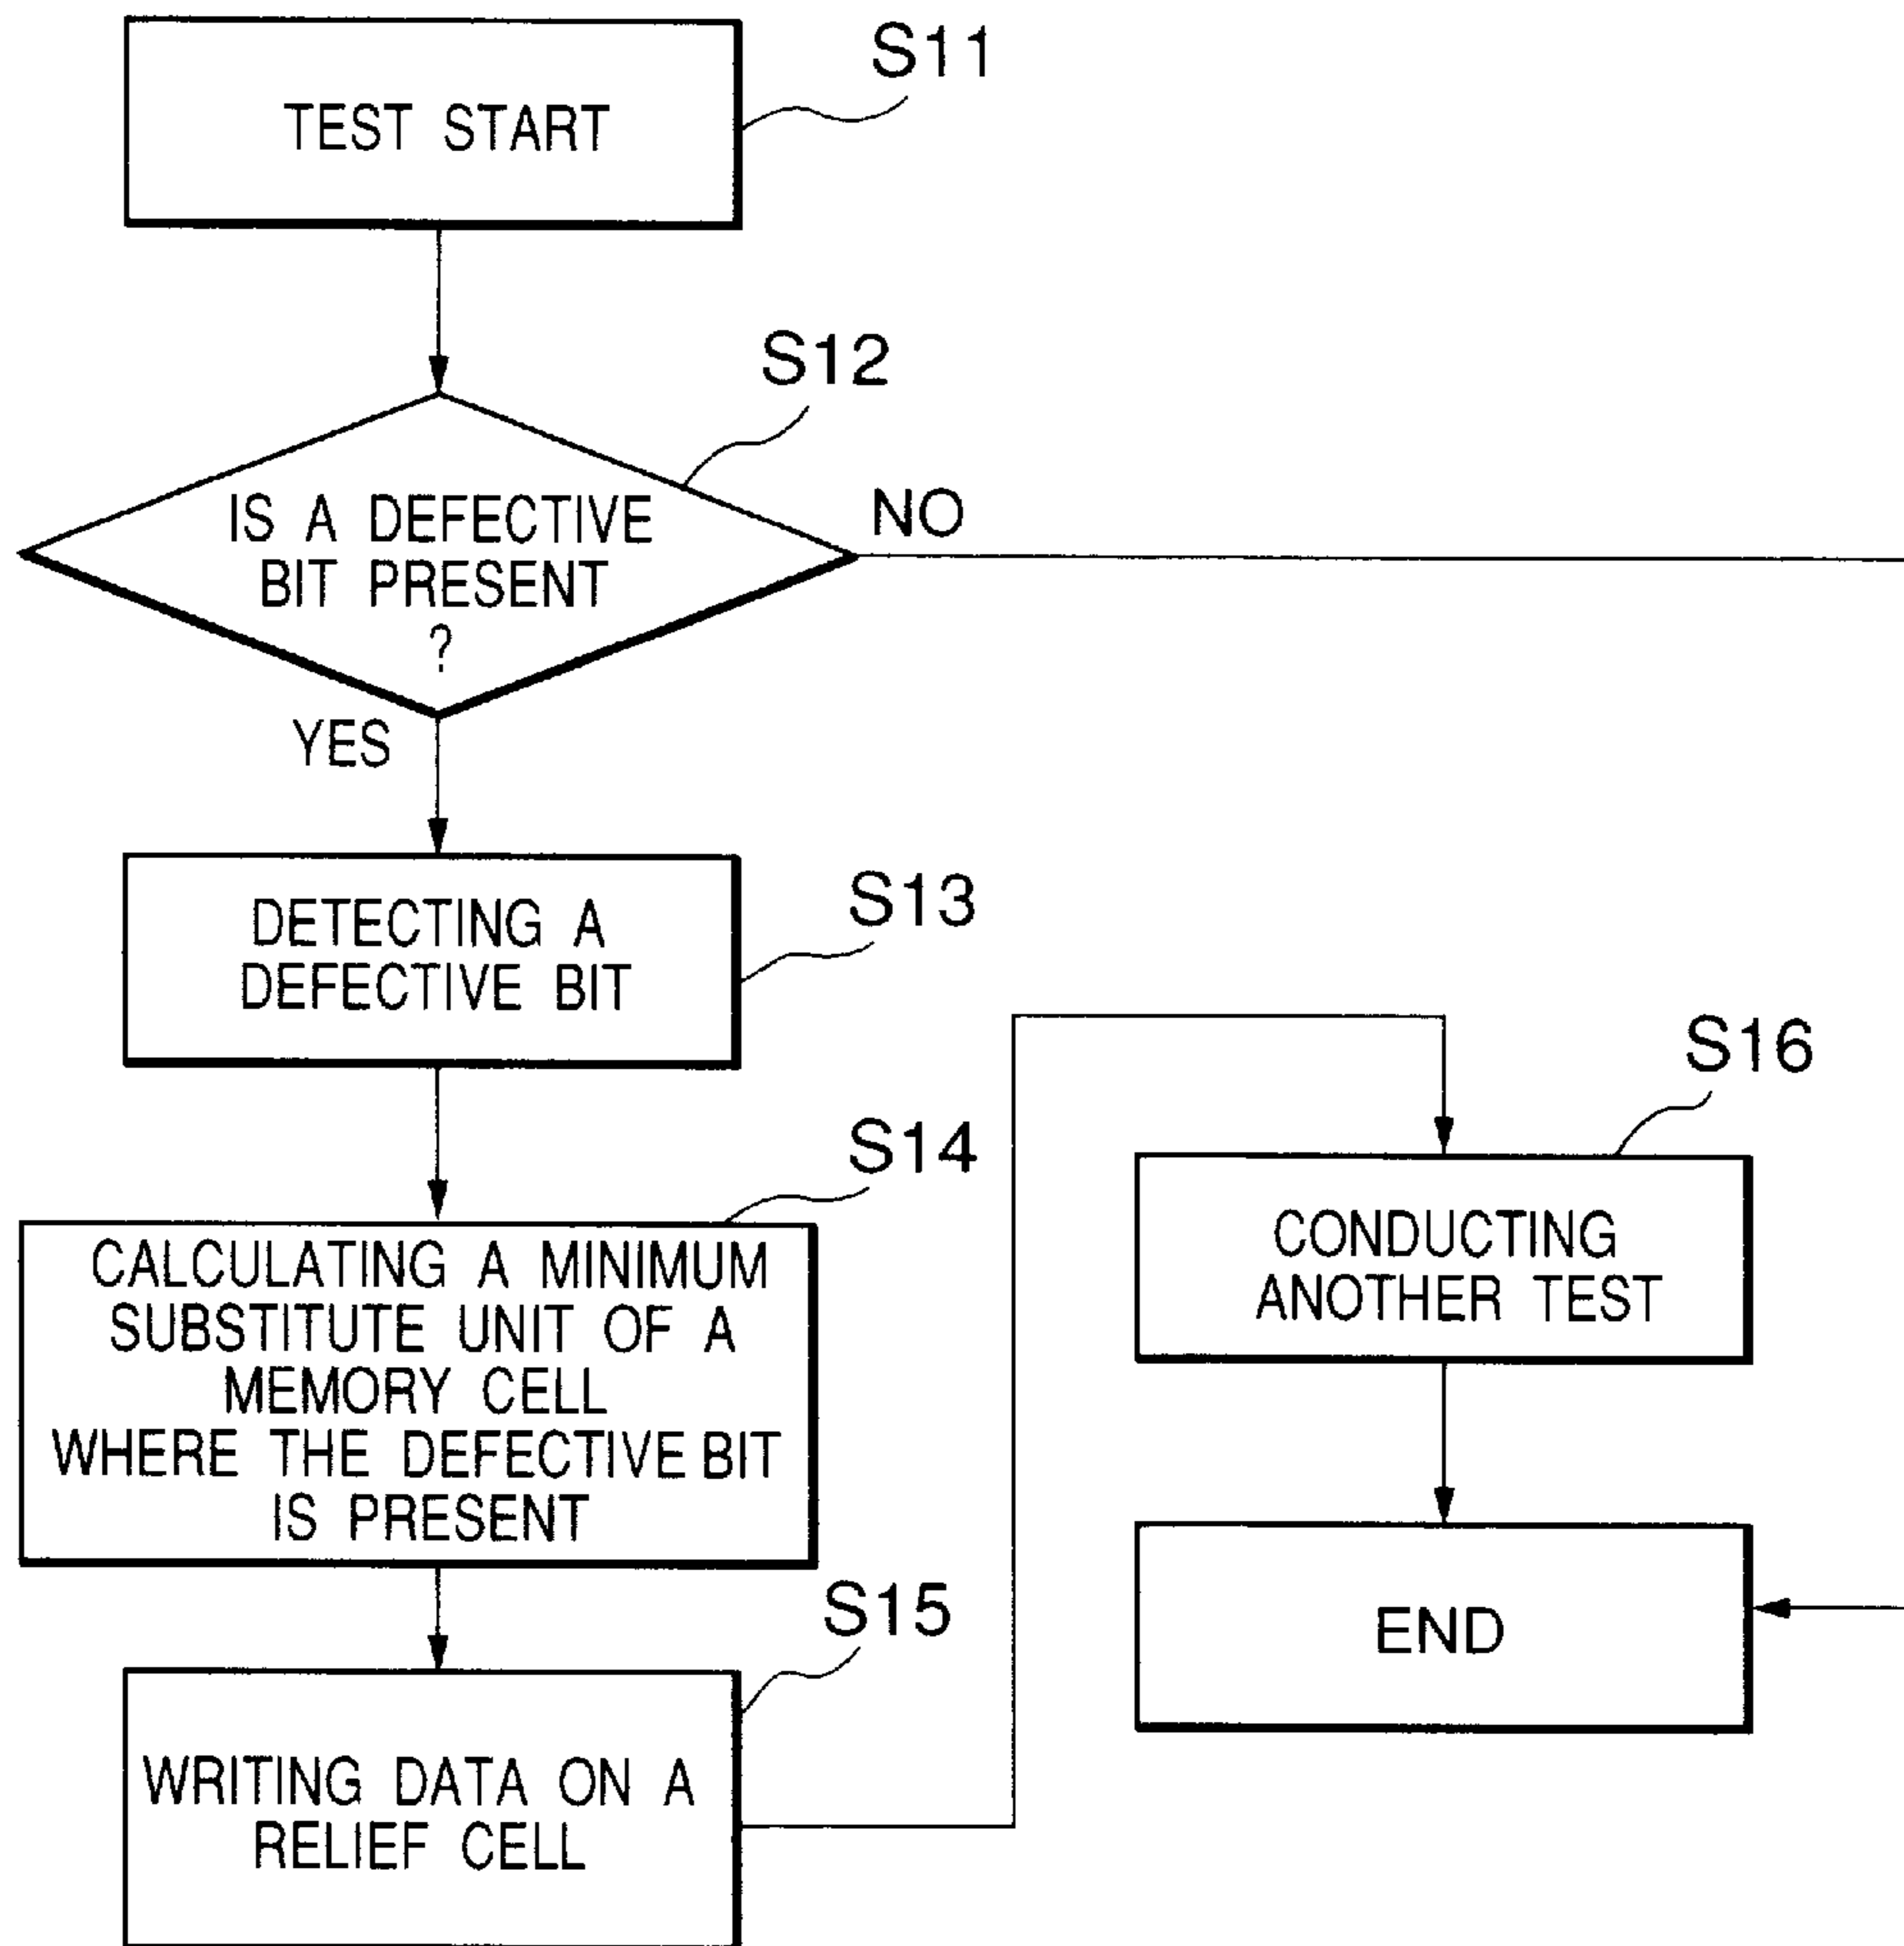 TEST START
S11
S12
IS A DEFECTIVE
BIT PRESENT
?
NO
YES
DETECTING A
DEFECTIVE BIT
S13
S14
CALCULATING A MINIMUM
SUBSTITUTE UNIT OF A
MEMORY CELL
WHERE THE DEFECTIVE BIT
IS PRESENT
S15
WRITING DATA ON A
RELIEF CELL
S16
CONDUCTING
ANOTHER TEST
END